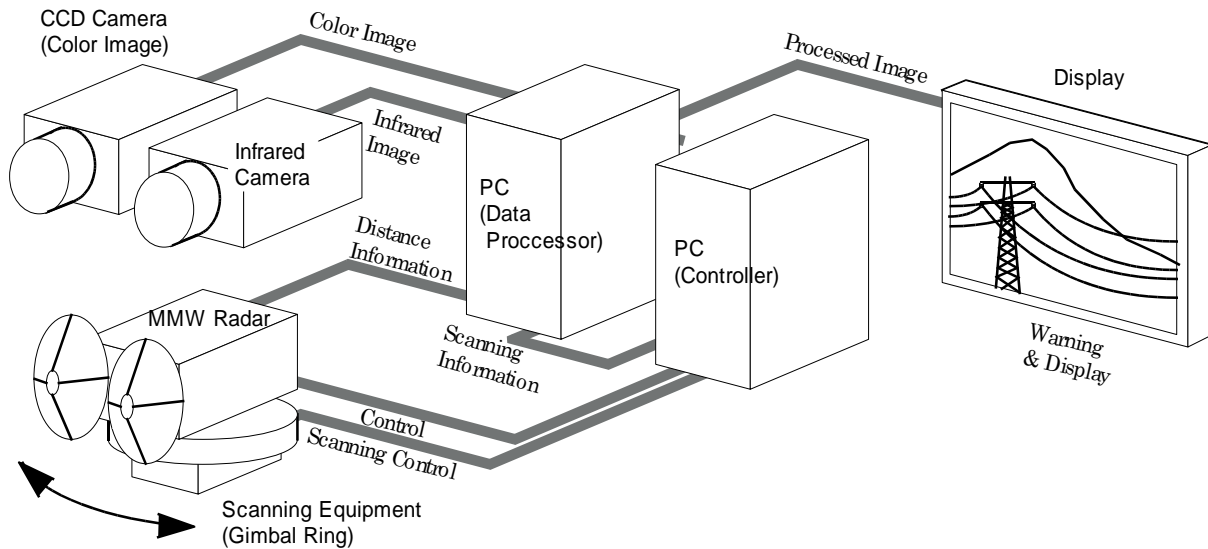 CCD Camera
(Color Image)
Color Image
Processed Image
Display
Infrared
Image
Infrared
Camera
PC
(Data
Proccessor)
PC
(Controller)
Distance
Information
MMW Radar
Scanning
Information
Warning
& Display
Control
Scanning Control
Scanning Equipment
(Gimbal Ring)